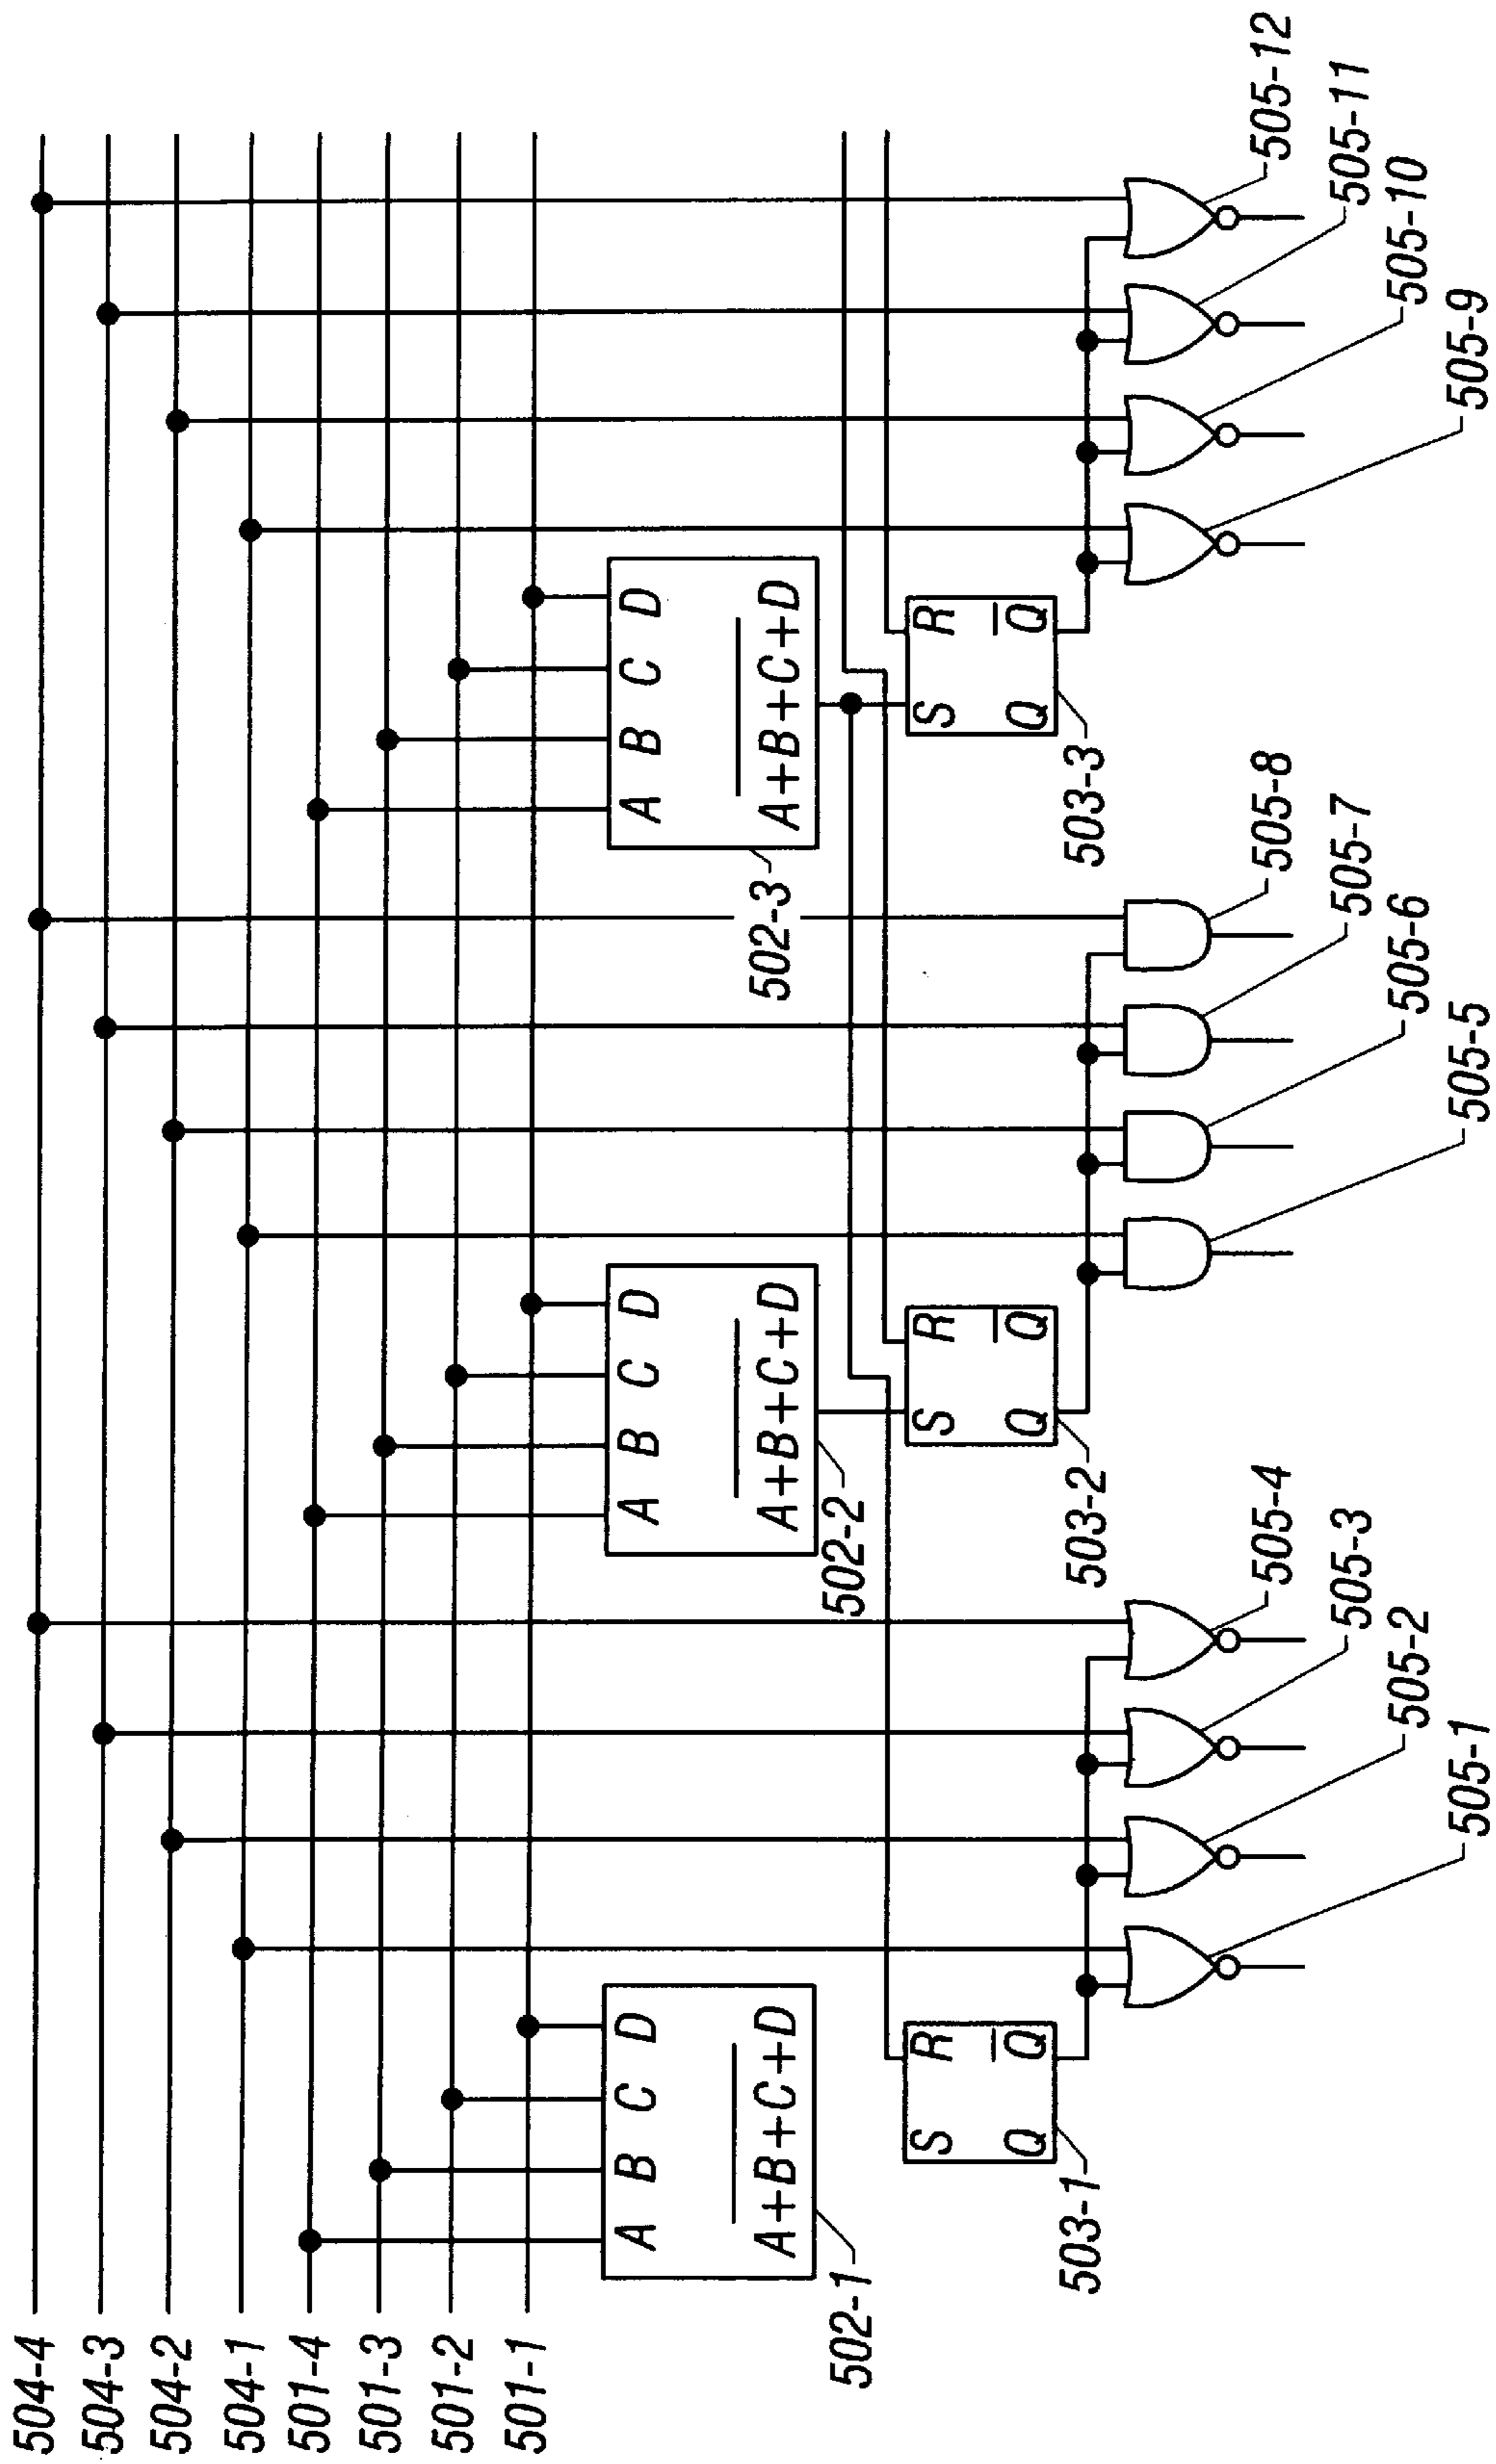 504-4
504-3
504-2
504-1
501-4
501-3
501-2
501-1
A B C D
A+B+C+D
502-1
S R
Q Q
503-1
505-1
505-2
505-3
505-4
A B C D
A+B+C+D
502-2
S R
Q Q
503-2
505-5
505-6
505-7
505-8
A B C D
A+B+C+D
502-3
S R
Q Q
503-3
505-9
505-10
505-11
505-12